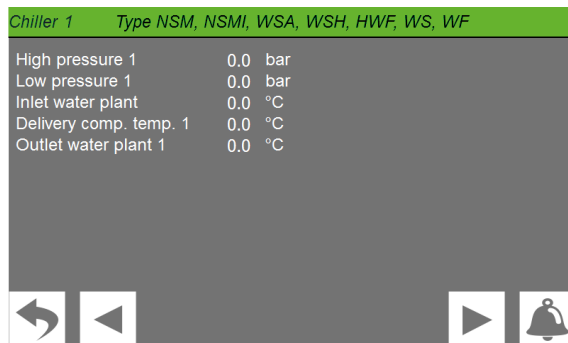 Chiller 1 Type NSM, NSMI, WSA, WSH, HWF, WS, WF
High pressure 1 0.0 bar
Low pressure 1 0.0 bar
Inlet water plant 0.0 °C
Delivery comp. temp. 1 0.0 °C
Outlet water plant 1 0.0 °C